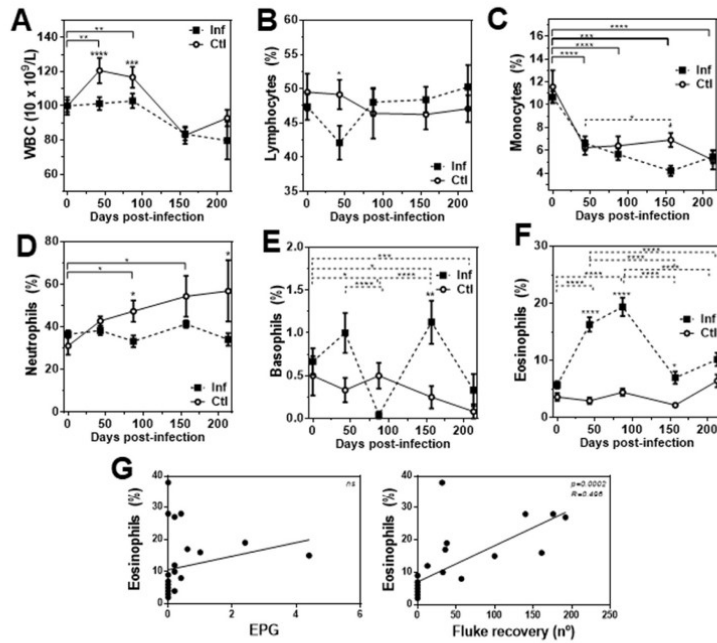 A
WBC (10 x 10⁹/L)
140
120
100
80
**
**
****
***
Inf
Ctl
0 50 100 150 200
Days post-infection
B
Lymphocytes (%)
60
55
50
45
40
35
*
Inf
Ctl
0 50 100 150 200
Days post-infection
C
Monocytes (%)
16
14
12
10
8
6
4
****
***
****
****
*
Inf
Ctl
0 50 100 150 200
Days post-infection
D
Neutrophils (%)
80
60
40
20
0
*
*
*
*
Inf
Ctl
0 50 100 150 200
Days post-infection
E
Basophils (%)
2.0
1.5
1.0
0.5
0.0
***
*
* ****
****
**
Inf
Ctl
0 50 100 150 200
Days post-infection
F
Eosinophils (%)
30
20
10
0
****
****
**** ****
**** ****
****
****
*
Inf
Ctl
0 50 100 150 200
Days post-infection
G
Eosinophils (%)
40
30
20
10
0
ns
0 2 4 6
EPG
Eosinophils (%)
40
30
20
10
0
p=0.0002
R=0.496
0 50 100 150 200
Fluke recovery (nº)